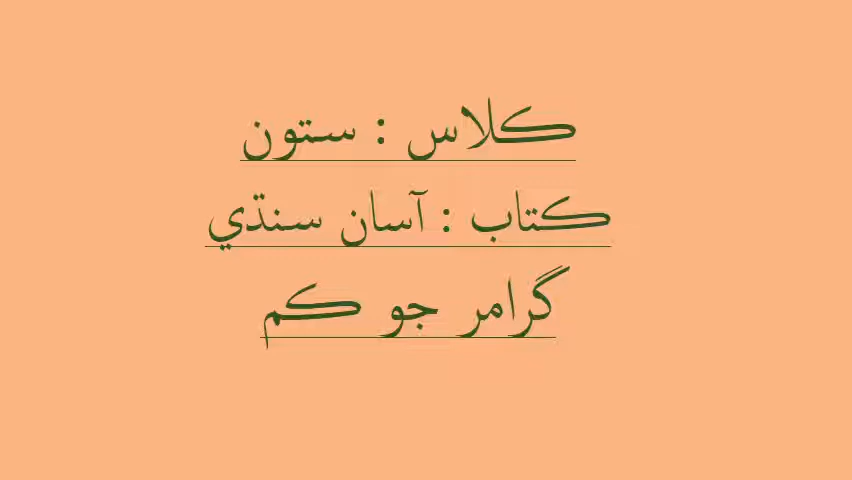 ڪلاس : ستون
ڪتاب : آسان سنڌي
گرامر جو ڪم